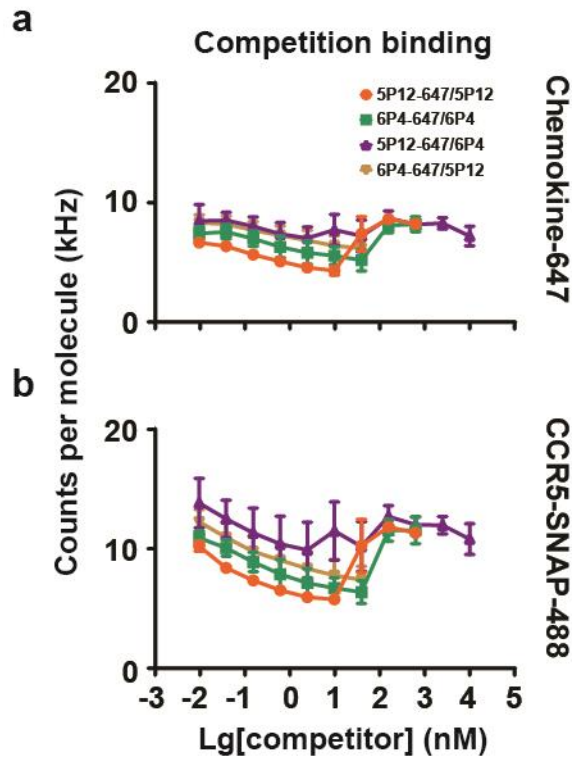 a
Competition binding
20
10
0
5P12-647/5P12
6P4-647/6P4
5P12-647/6P4
6P4-647/5P12
Chemokine-647
Counts per molecule (kHz)
b
20
10
0
CCR5-SNAP-488
-3 -2 -1 0 1 2 3 4 5
Lg[competitor] (nM)